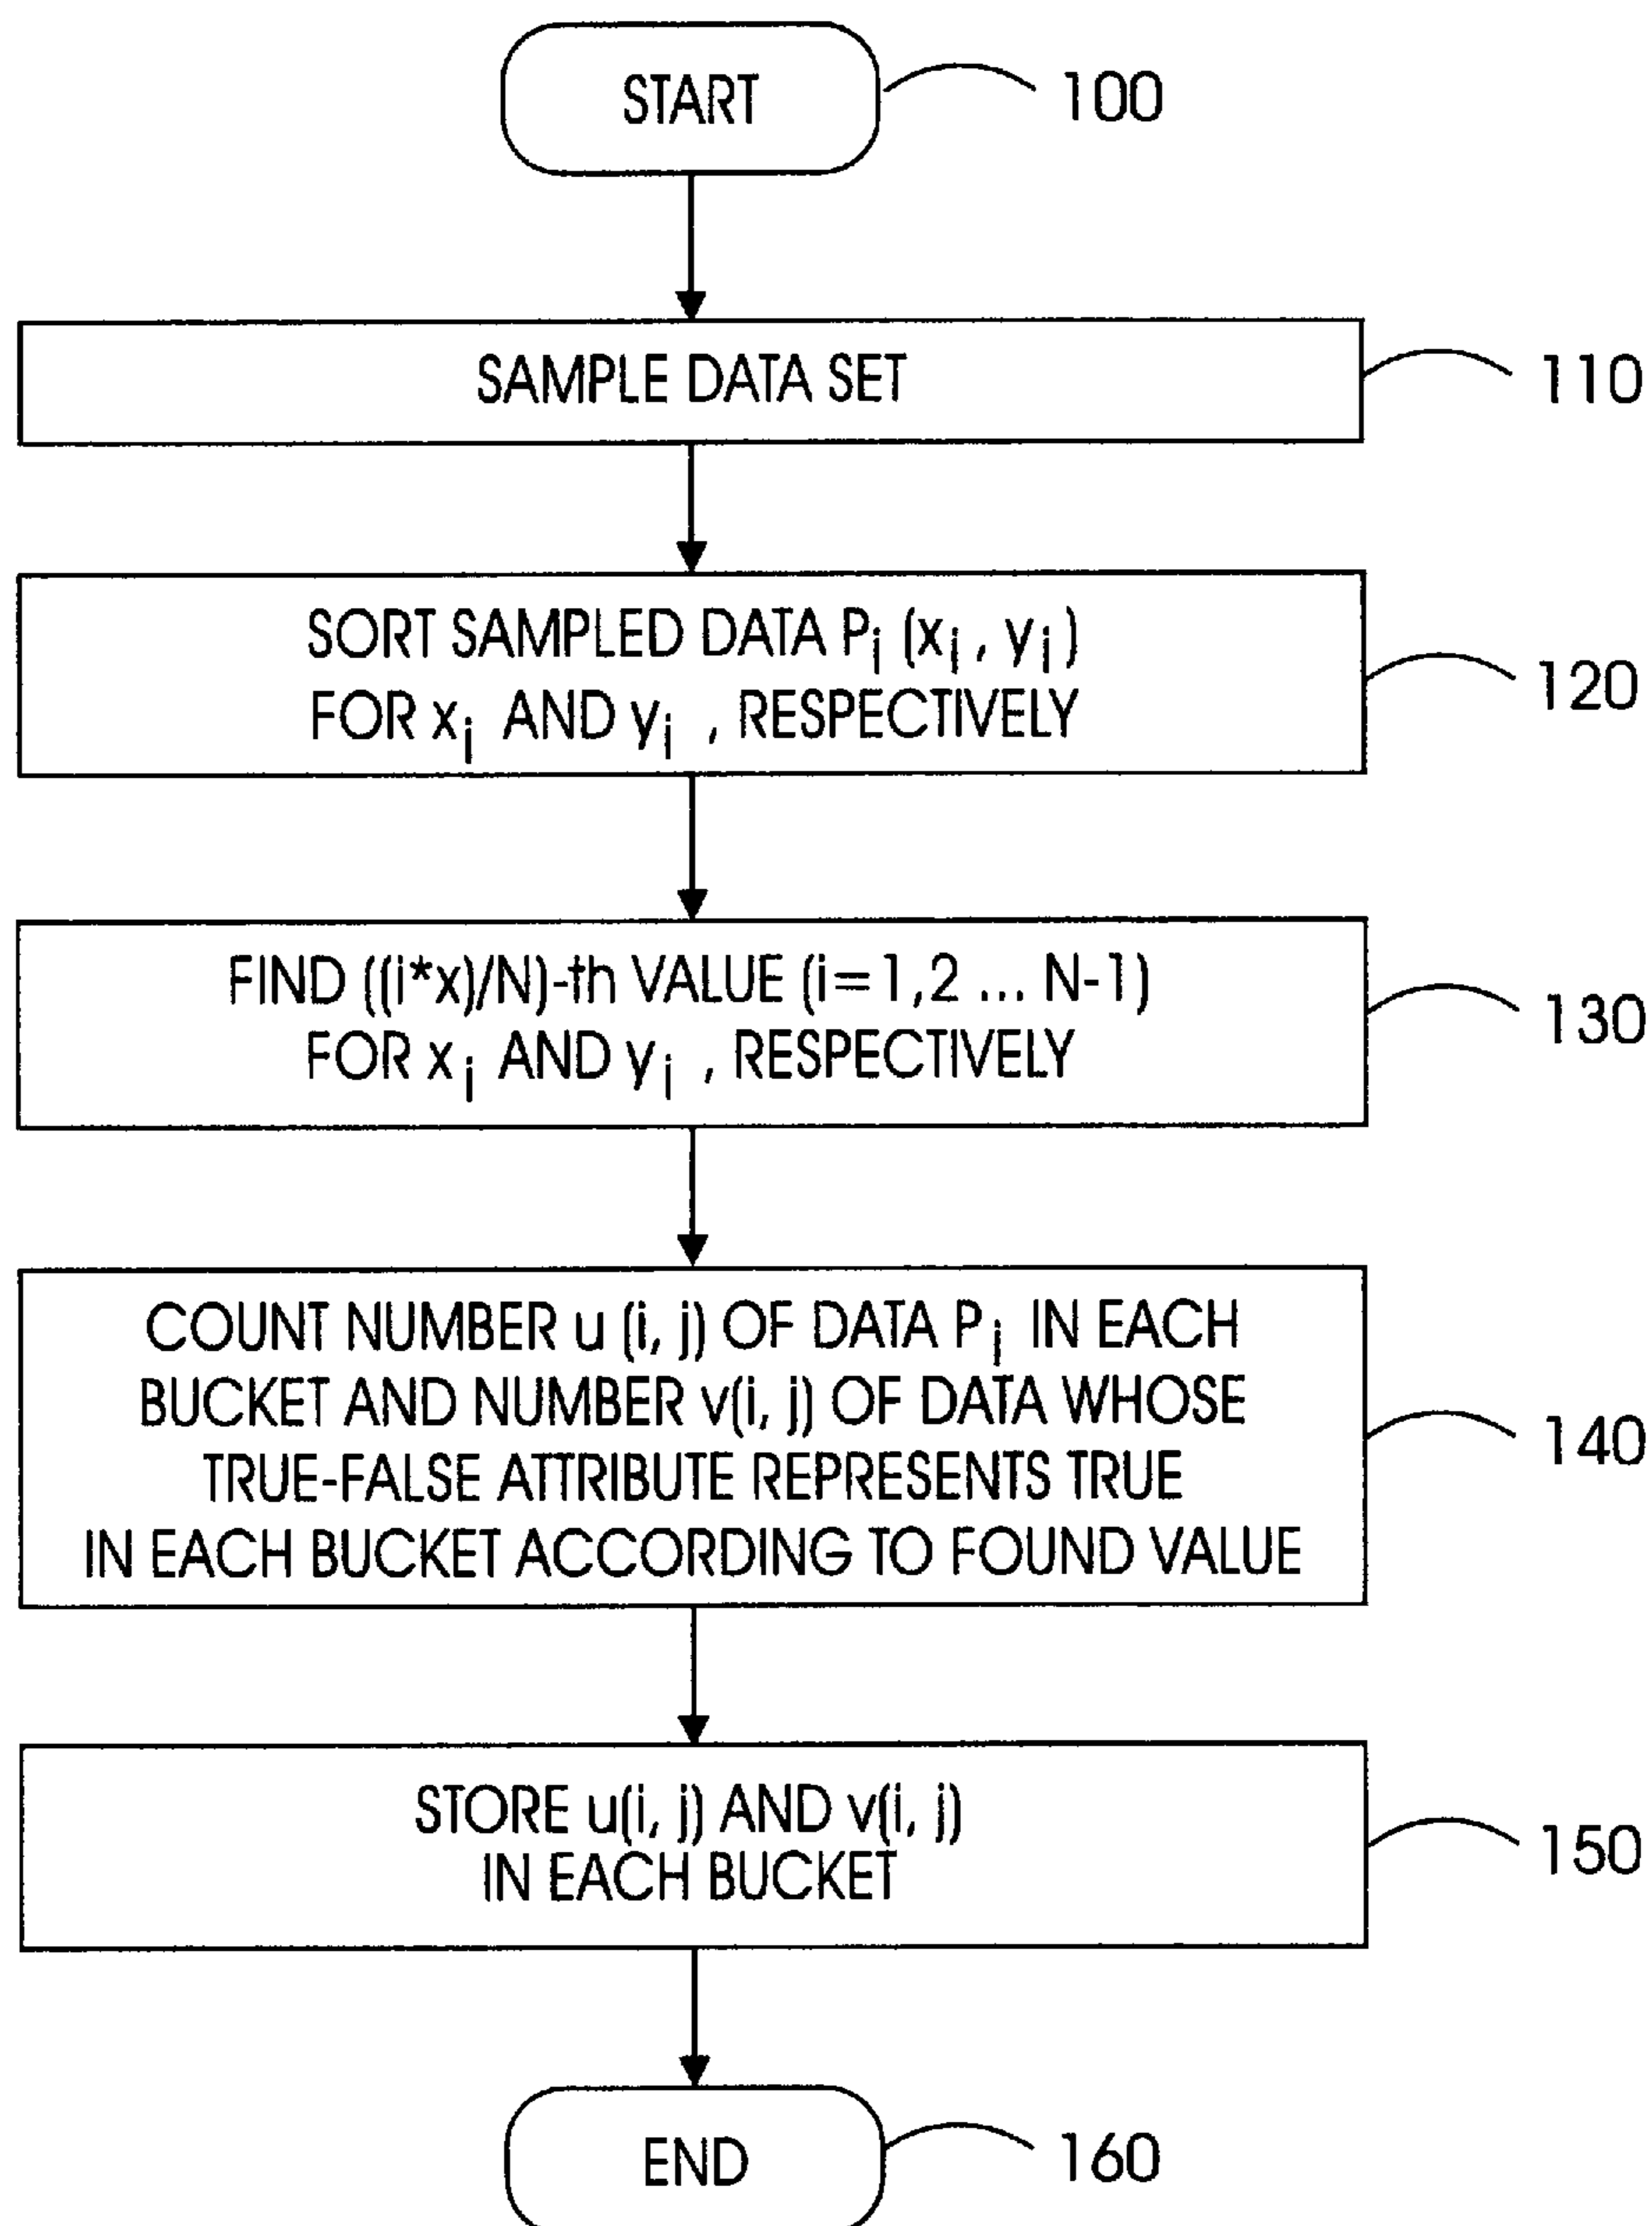 START
100
SAMPLE DATA SET
110
SORT SAMPLED DATA Pi (xi , yi )
FOR xi AND yi , RESPECTIVELY
120
FIND ((i*x)/N)-th VALUE (i=1,2 ... N-1)
FOR xi AND yi , RESPECTIVELY
130
COUNT NUMBER u (i, j) OF DATA Pi IN EACH
BUCKET AND NUMBER v(i, j) OF DATA WHOSE
TRUE-FALSE ATTRIBUTE REPRESENTS TRUE
IN EACH BUCKET ACCORDING TO FOUND VALUE
140
STORE u(i, j) AND v(i, j)
IN EACH BUCKET
150
END
160